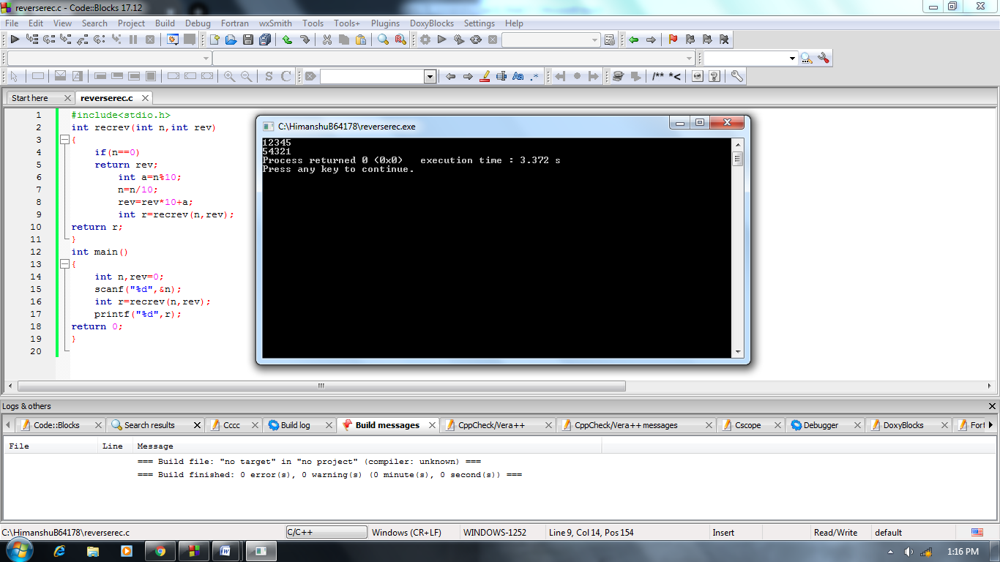 reverserec.c - Code::Blocks 17.12
File Edit View Search Project Build Debug Fortran wxSmith Tools Tools+ Plugins DoxyBlocks Settings Help
S C Aa .* /** *<
Start here reverserec.c
1 #include<stdio.h>
2 int recrev(int n,int rev)
3 {
4 if(n==0)
5 return rev;
6 int a=n%10;
7 n=n/10;
8 rev=rev*10+a;
9 int r=recrev(n,rev);
10 return r;
11 }
12 int main()
13 {
14 int n,rev=0;
15 scanf("%d",&n);
16 int r=recrev(n,rev);
17 printf("%d",r);
18 return 0;
19 }
20
C:\HimanshuB64178\reverserec.exe
12345
54321
Process returned 0 (0x0)   execution time : 3.372 s
Press any key to continue.
Logs & others
Code::Blocks Search results Cccc Build log Build messages CppCheck/Vera++ CppCheck/Vera++ messages Cscope Debugger DoxyBlocks Fort
File Line Message
=== Build file: "no target" in "no project" (compiler: unknown) ===
=== Build finished: 0 error(s), 0 warning(s) (0 minute(s), 0 second(s)) ===
C:\HimanshuB64178\reverserec.c C/C++ Windows (CR+LF) WINDOWS-1252 Line 9, Col 14, Pos 154 Insert Read/Write default
1:16 PM